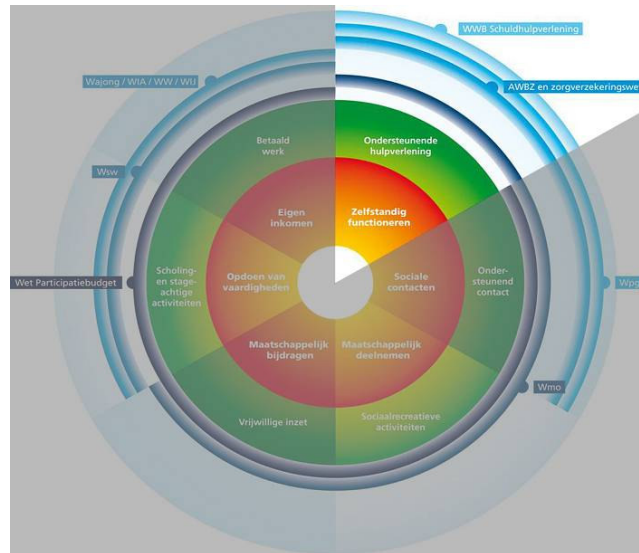 WWB Schuldhulpverlening
AWBZ en zorgverzekeringswet
Wajong / WIA / WW / WIJ
Wsw
Wet Participatiebudget
Wmo
Betaald
werk
Ondersteunende
hulpverlening
Eigen
inkomen
Zelfstandig
functioneren
Scholing-
en stage-
achtige
activiteiten
Opdoen van
vaardigheden
Sociale
contacten
Onder-
steunend
contact
Maatschappelijk
bijdragen
Maatschappelijk
deelnemen
Vrijwillige inzet
Sociaalrecreatieve
activiteiten